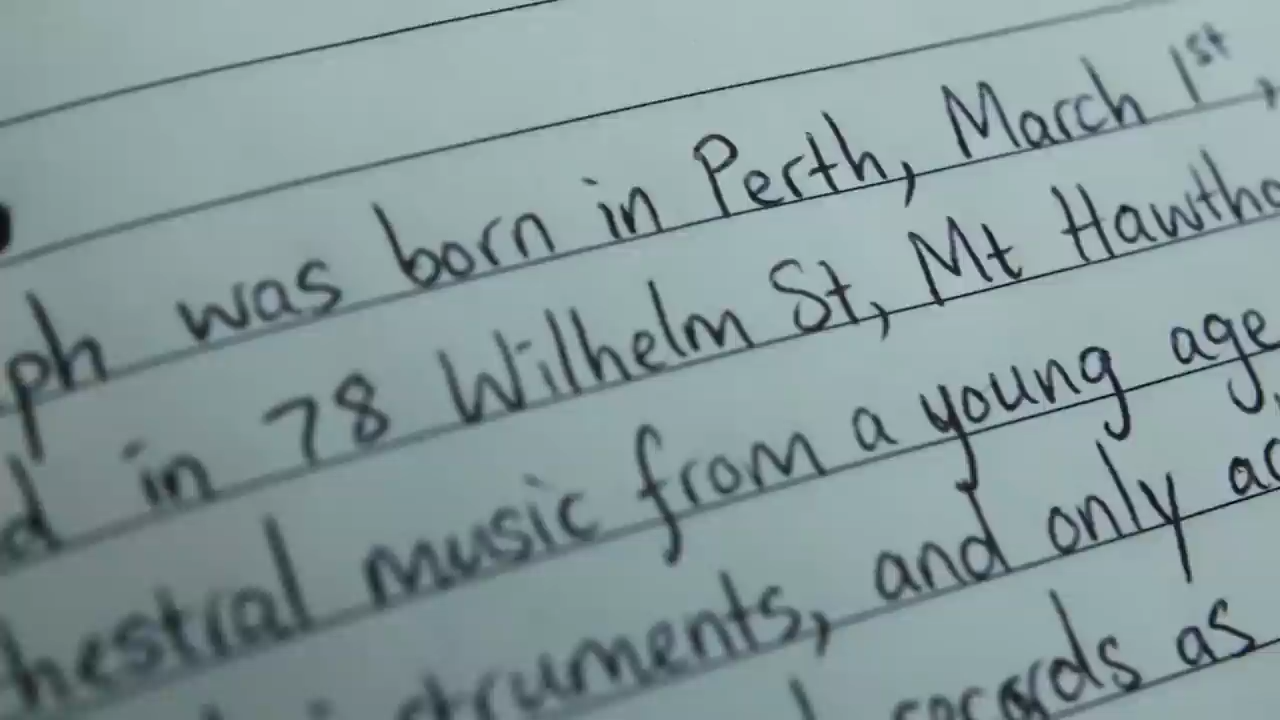 ph was born in Perth, March 1st,
d in 78 Wilhelm St, Mt Hawtho
hestral music from a young age.
struments, and only ac
records as